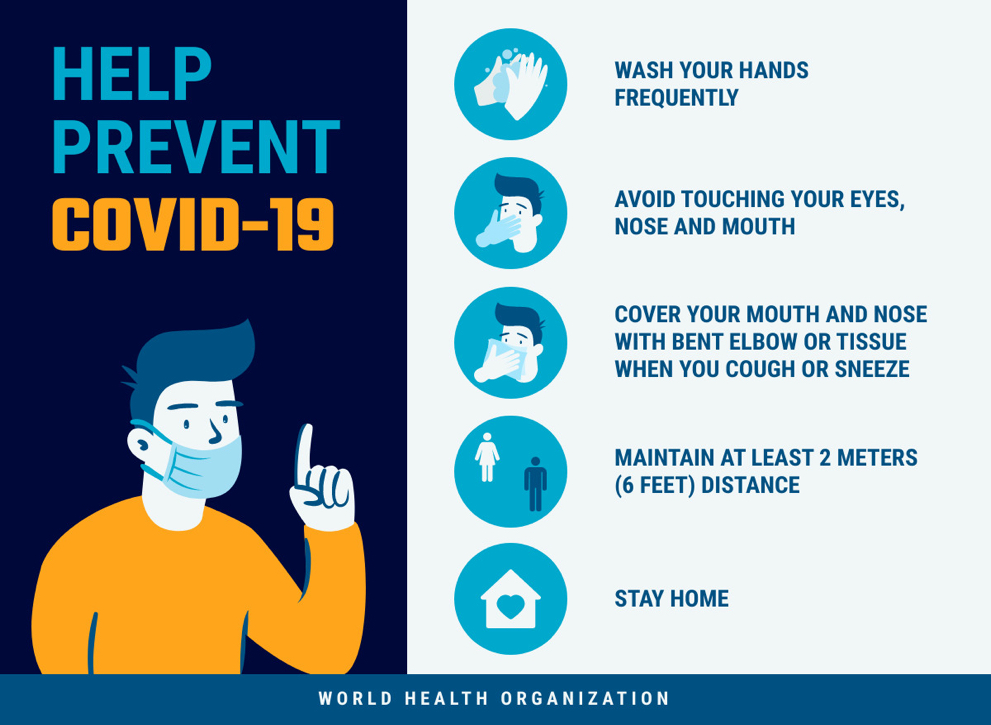 HELP
PREVENT
COVID-19
WASH YOUR HANDS
FREQUENTLY
AVOID TOUCHING YOUR EYES,
NOSE AND MOUTH
COVER YOUR MOUTH AND NOSE
WITH BENT ELBOW OR TISSUE
WHEN YOU COUGH OR SNEEZE
MAINTAIN AT LEAST 2 METERS
(6 FEET) DISTANCE
STAY HOME
WORLD HEALTH ORGANIZATION